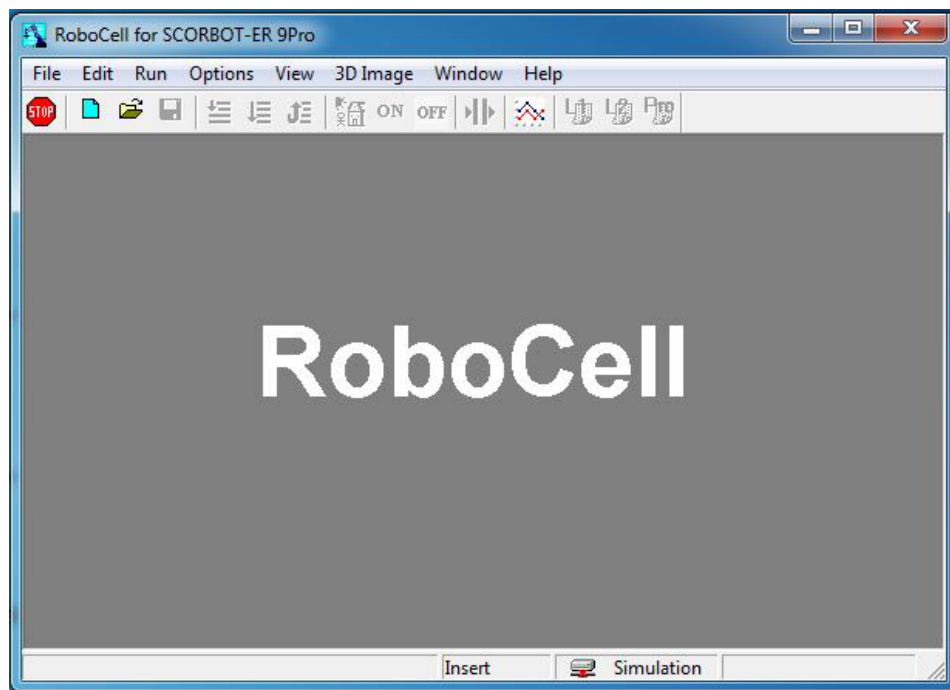 RoboCell for SCORBOT-ER 9Pro
File Edit Run Options View 3D Image Window Help
STOP ON OFF
RoboCell
Insert Simulation